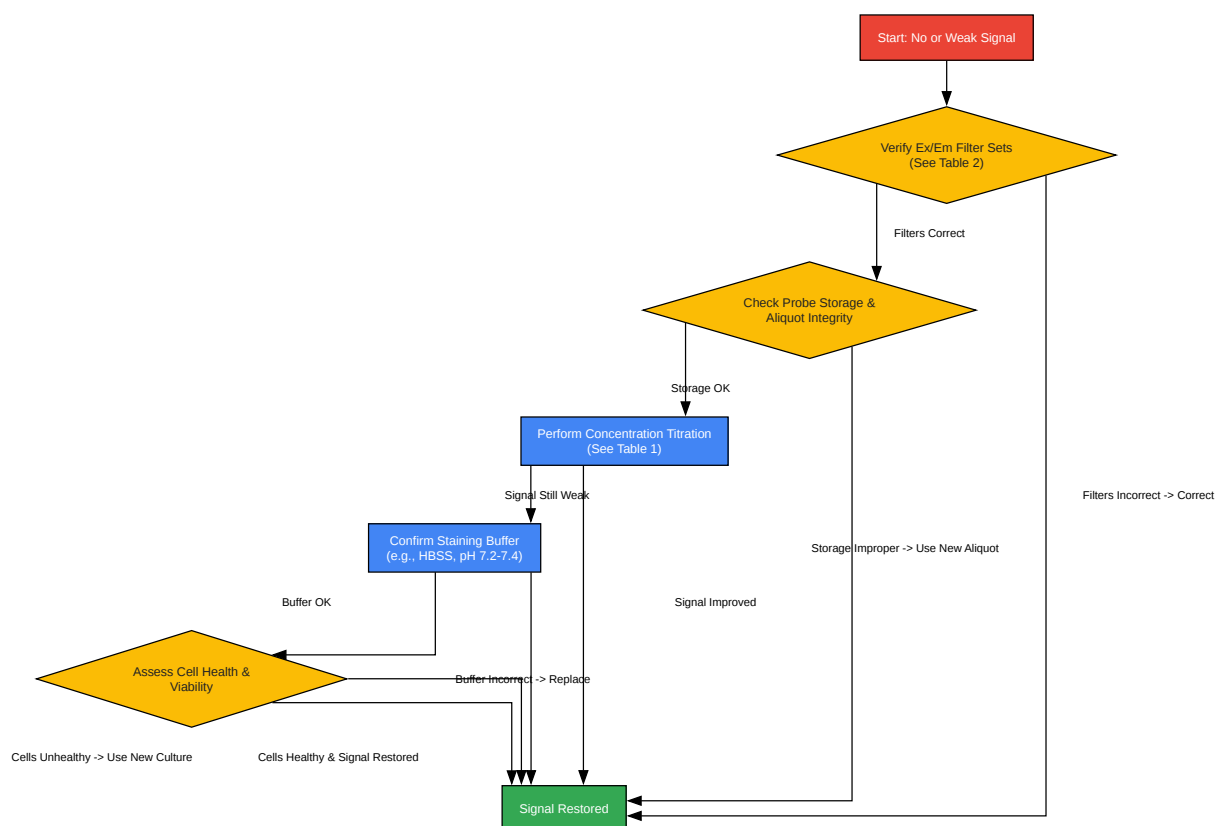 Start: No or Weak Signal
Verify Ex/Em Filter Sets
(See Table 2)
Filters Correct
Check Probe Storage &
Aliquot Integrity
Storage OK
Perform Concentration Titration
(See Table 1)
Signal Still Weak
Filters Incorrect -> Correct
Confirm Staining Buffer
(e.g., HBSS, pH 7.2-7.4)
Storage Improper -> Use New Aliquot
Buffer OK
Signal Improved
Assess Cell Health &
Viability
Buffer Incorrect -> Replace
Cells Unhealthy -> Use New Culture
Cells Healthy & Signal Restored
Signal Restored